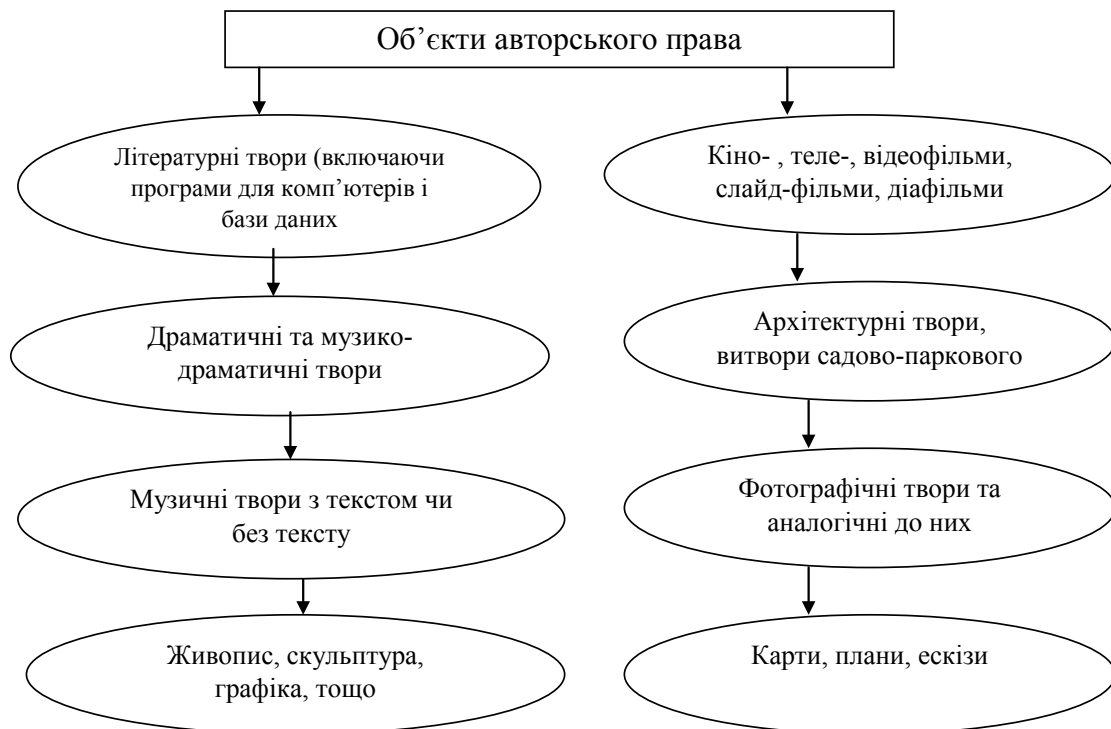 Об’єкти авторського права
Літературні твори (включаючи
програми для комп’ютерів і
бази даних
Драматичні та музико-
драматичні твори
Музичні твори з текстом чи
без тексту
Живопис, скульптура,
графіка, тощо
Кіно- , теле-, відеофільми,
слайд-фільми, діафільми
Архітектурні твори,
витвори садово-паркового
Фотографічні твори та
аналогічні до них
Карти, плани, ескізи